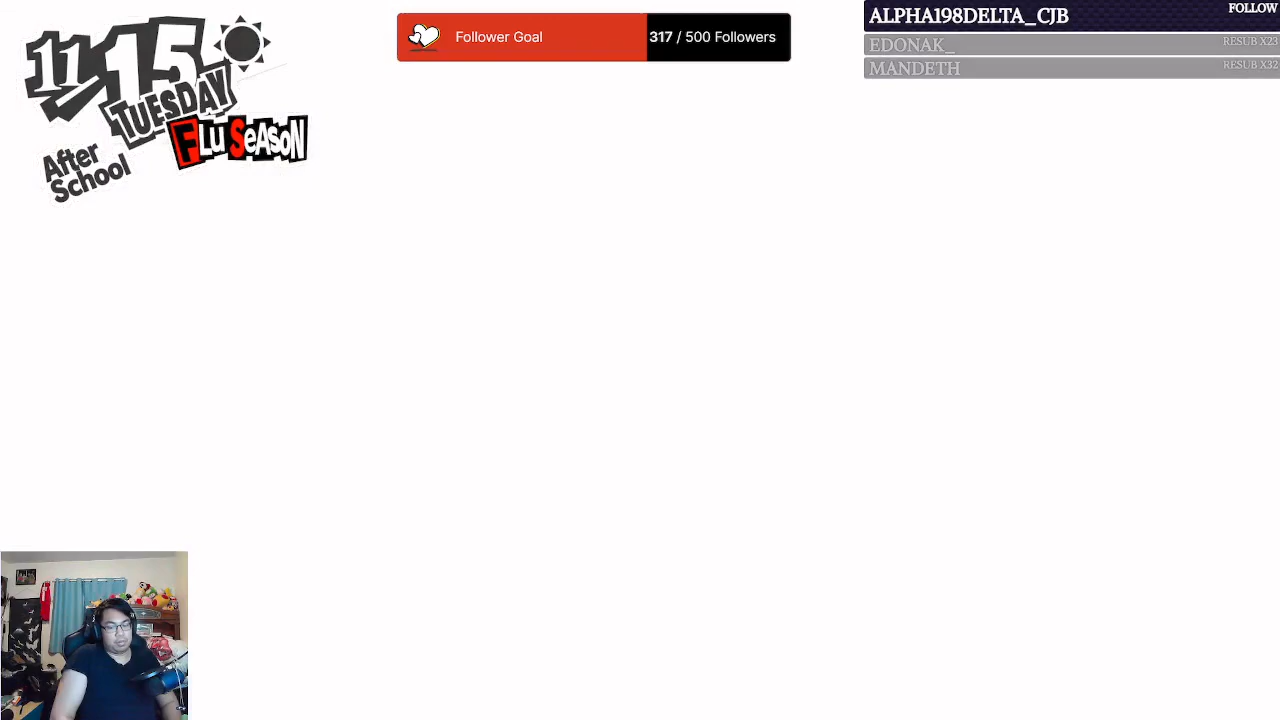 11/15
TUESDAY
FLu SeAsoN
After
School
Follower Goal
317 / 500 Followers
ALPHA198DELTA_CJB FOLLOW
EDONAK_ RESUB X23
MANDETH RESUB X32